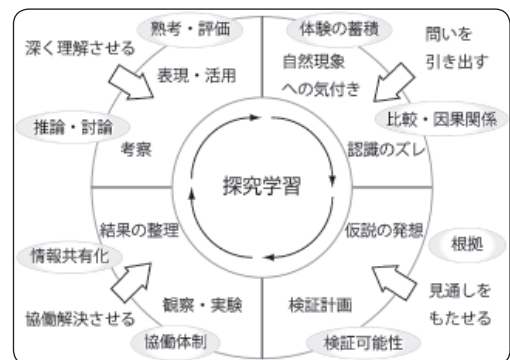 熟考・評価
体験の蓄積
深く理解させる
問いを
引き出す
表現・活用
自然現象
への気付き
推論・討論
比較・因果関係
考察
認識のズレ
探究学習
結果の整理
仮説の発想
情報共有化
根拠
観察・実験
検証計画
見通しを
もたせる
協働解決させる
協働体制
検証可能性